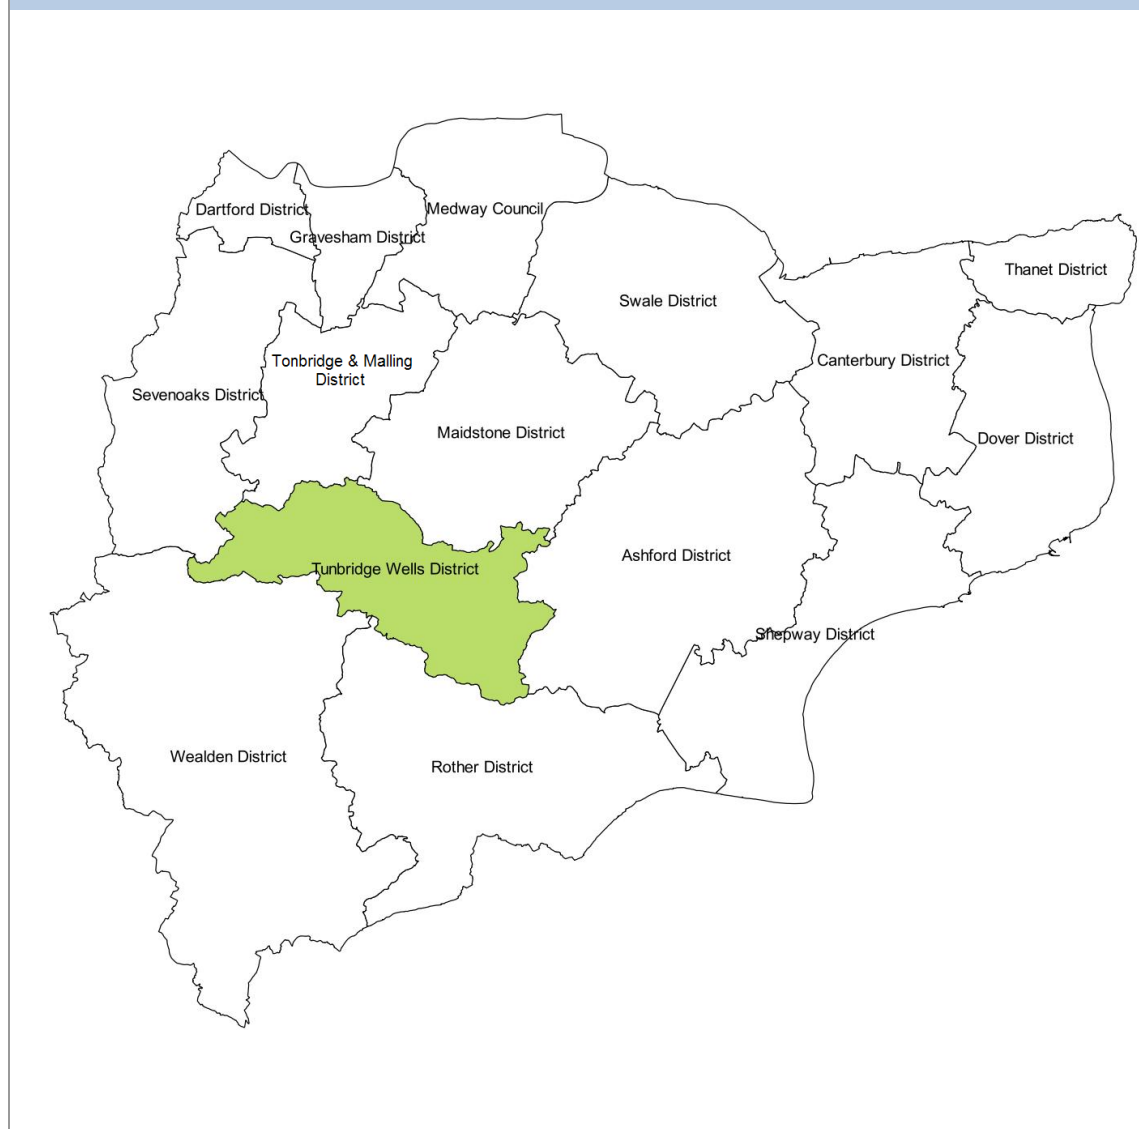 Dartford District
Medway Council
Gravesham District
Thanet District
Swale District
Tonbridge & Malling
District
Canterbury District
Sevenoaks District
Maidstone District
Dover District
Ashford District
Tunbridge Wells District
Shepway District
Wealden District
Rother District